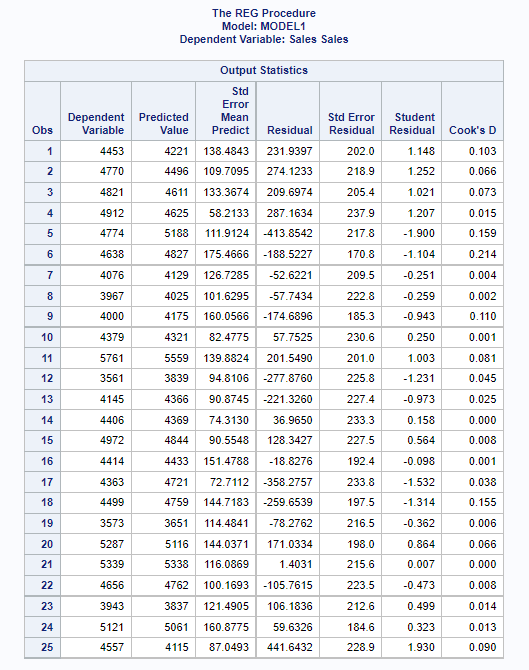 The REG Procedure
Model: MODEL1
Dependent Variable: Sales Sales
Output Statistics
Obs Dependent Variable Predicted Value Std Error Mean Predict Residual Std Error Residual Student Residual Cook's D
1 4453 4221 138.4843 231.9397 202.0 1.148 0.103
2 4770 4496 109.7095 274.1233 218.9 1.252 0.066
3 4821 4611 133.3674 209.6974 205.4 1.021 0.073
4 4912 4625 58.2133 287.1634 237.9 1.207 0.015
5 4774 5188 111.9124 -413.8542 217.8 -1.900 0.159
6 4638 4827 175.4666 -188.5227 170.8 -1.104 0.214
7 4076 4129 126.7285 -52.6221 209.5 -0.251 0.004
8 3967 4025 101.6295 -57.7434 222.8 -0.259 0.002
9 4000 4175 160.0566 -174.6896 185.3 -0.943 0.110
10 4379 4321 82.4775 57.7525 230.6 0.250 0.001
11 5761 5559 139.8824 201.5490 201.0 1.003 0.081
12 3561 3839 94.8106 -277.8760 225.8 -1.231 0.045
13 4145 4366 90.8745 -221.3260 227.4 -0.973 0.025
14 4406 4369 74.3130 36.9650 233.3 0.158 0.000
15 4972 4844 90.5548 128.3427 227.5 0.564 0.008
16 4414 4433 151.4788 -18.8276 192.4 -0.098 0.001
17 4363 4721 72.7112 -358.2757 233.8 -1.532 0.038
18 4499 4759 144.7183 -259.6539 197.5 -1.314 0.155
19 3573 3651 114.4841 -78.2762 216.5 -0.362 0.006
20 5287 5116 144.0371 171.0334 198.0 0.864 0.066
21 5339 5338 116.0869 1.4031 215.6 0.007 0.000
22 4656 4762 100.1693 -105.7615 223.5 -0.473 0.008
23 3943 3837 121.4905 106.1836 212.6 0.499 0.014
24 5121 5061 160.8775 59.6326 184.6 0.323 0.013
25 4557 4115 87.0493 441.6432 228.9 1.930 0.090